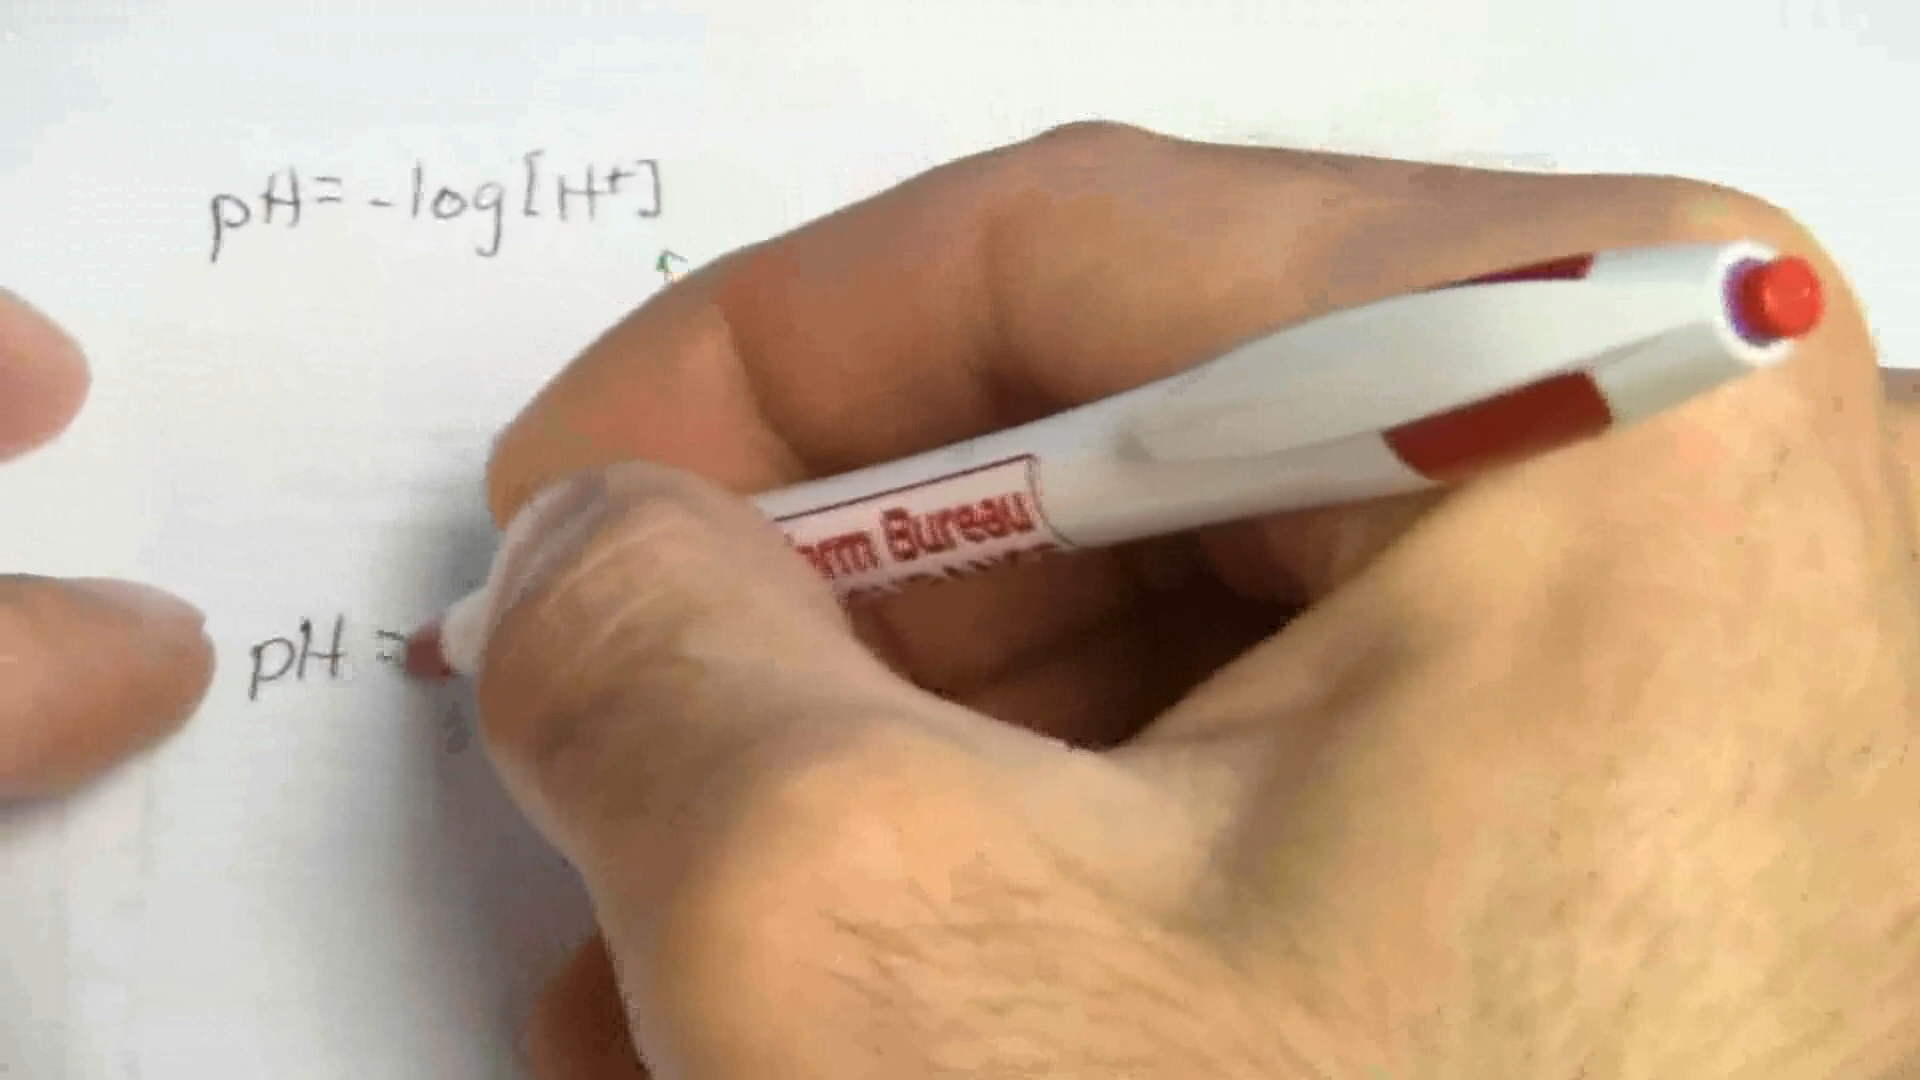 pH = -log[H+]
Bureau
pH =